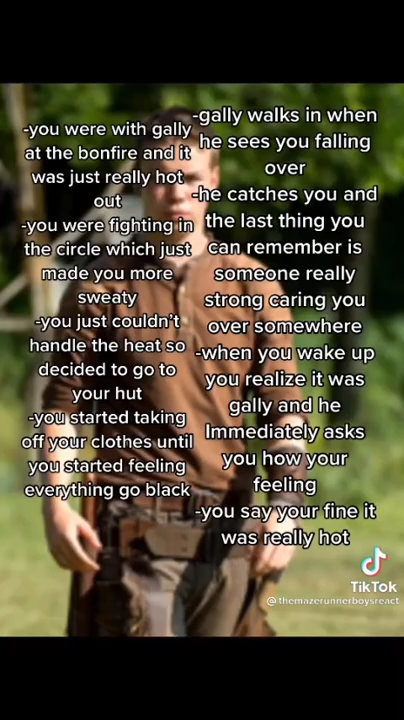 -you were with gally
at the bonfire and it
was just really hot
out
-you were fighting in
the circle which just
made you more
sweaty
-you just couldn't
handle the heat so
decided to go to
your hut
-you started taking
off your clothes until
you started feeling
everything go black
-gally walks in when
he sees you falling
over
-he catches you and
the last thing you
can remember is
someone really
strong caring you
over somewhere
-when you wake up
you realize it was
gally and he
Immediately asks
you how your
feeling
-you say your fine it
was really hot
TikTok
@themazerunnerboysreact